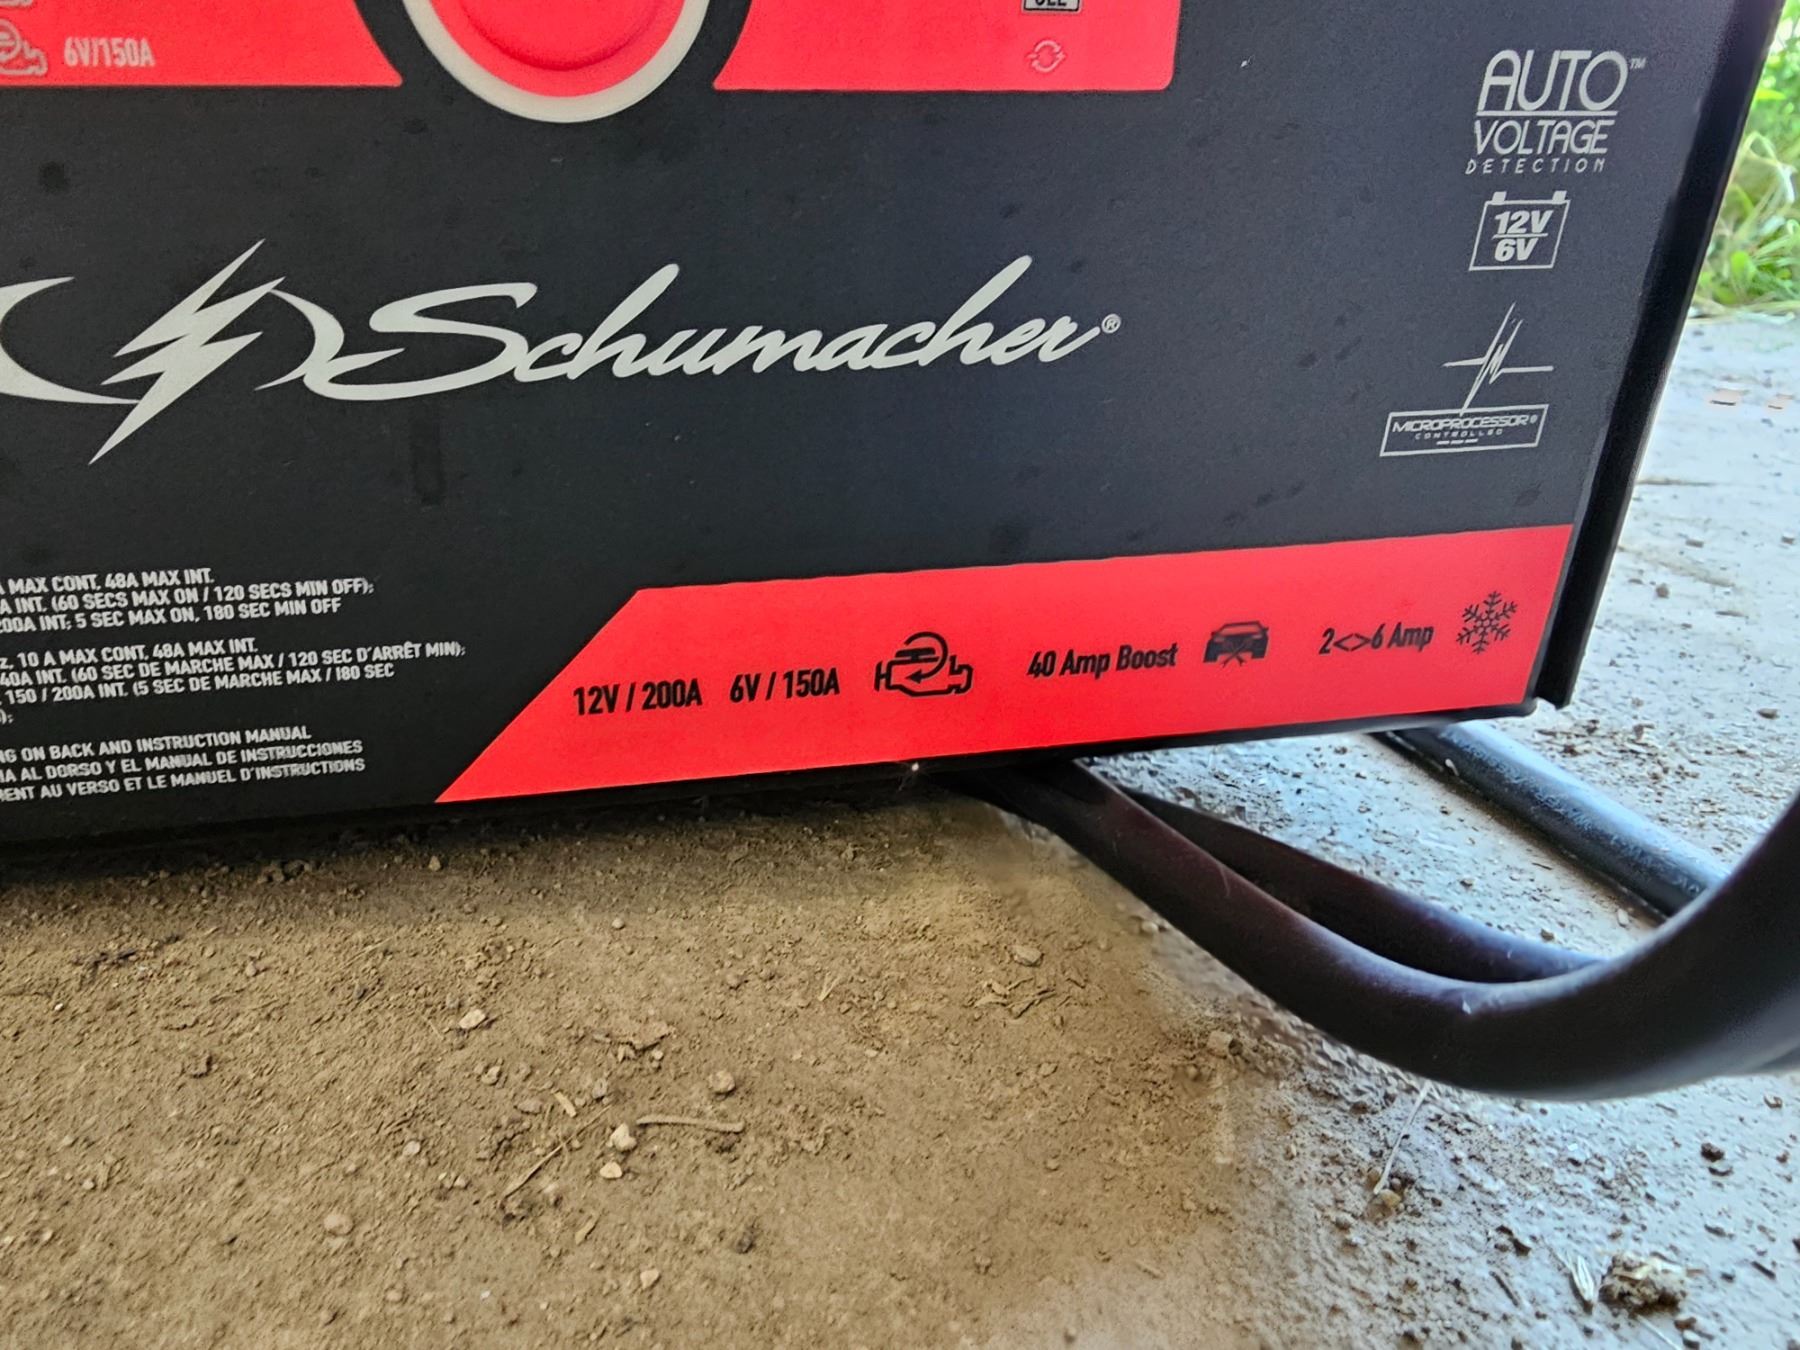 6V/150A
AUTO™
VOLTAGE
DETECTION
12V
6V
Schumacher®
MICROPROCESSOR®
CONTROLLED
A MAX CONT. 48A MAX INT.
A INT. (60 SECS MAX ON / 120 SECS MIN OFF);
200A INT; 5 SEC MAX ON, 180 SEC MIN OFF
z, 10 A MAX CONT, 48A MAX INT.
40A INT. (60 SEC DE MARCHE MAX / 120 SEC D'ARRÊT MIN);
150 / 200A INT. (5 SEC DE MARCHE MAX / 180 SEC
);
NG ON BACK AND INSTRUCTION MANUAL
IA AL DORSO Y EL MANUAL DE INSTRUCCIONES
MENT AU VERSO ET LE MANUEL D'INSTRUCTIONS
12V / 200A 6V / 150A 40 Amp Boost 2<>6 Amp